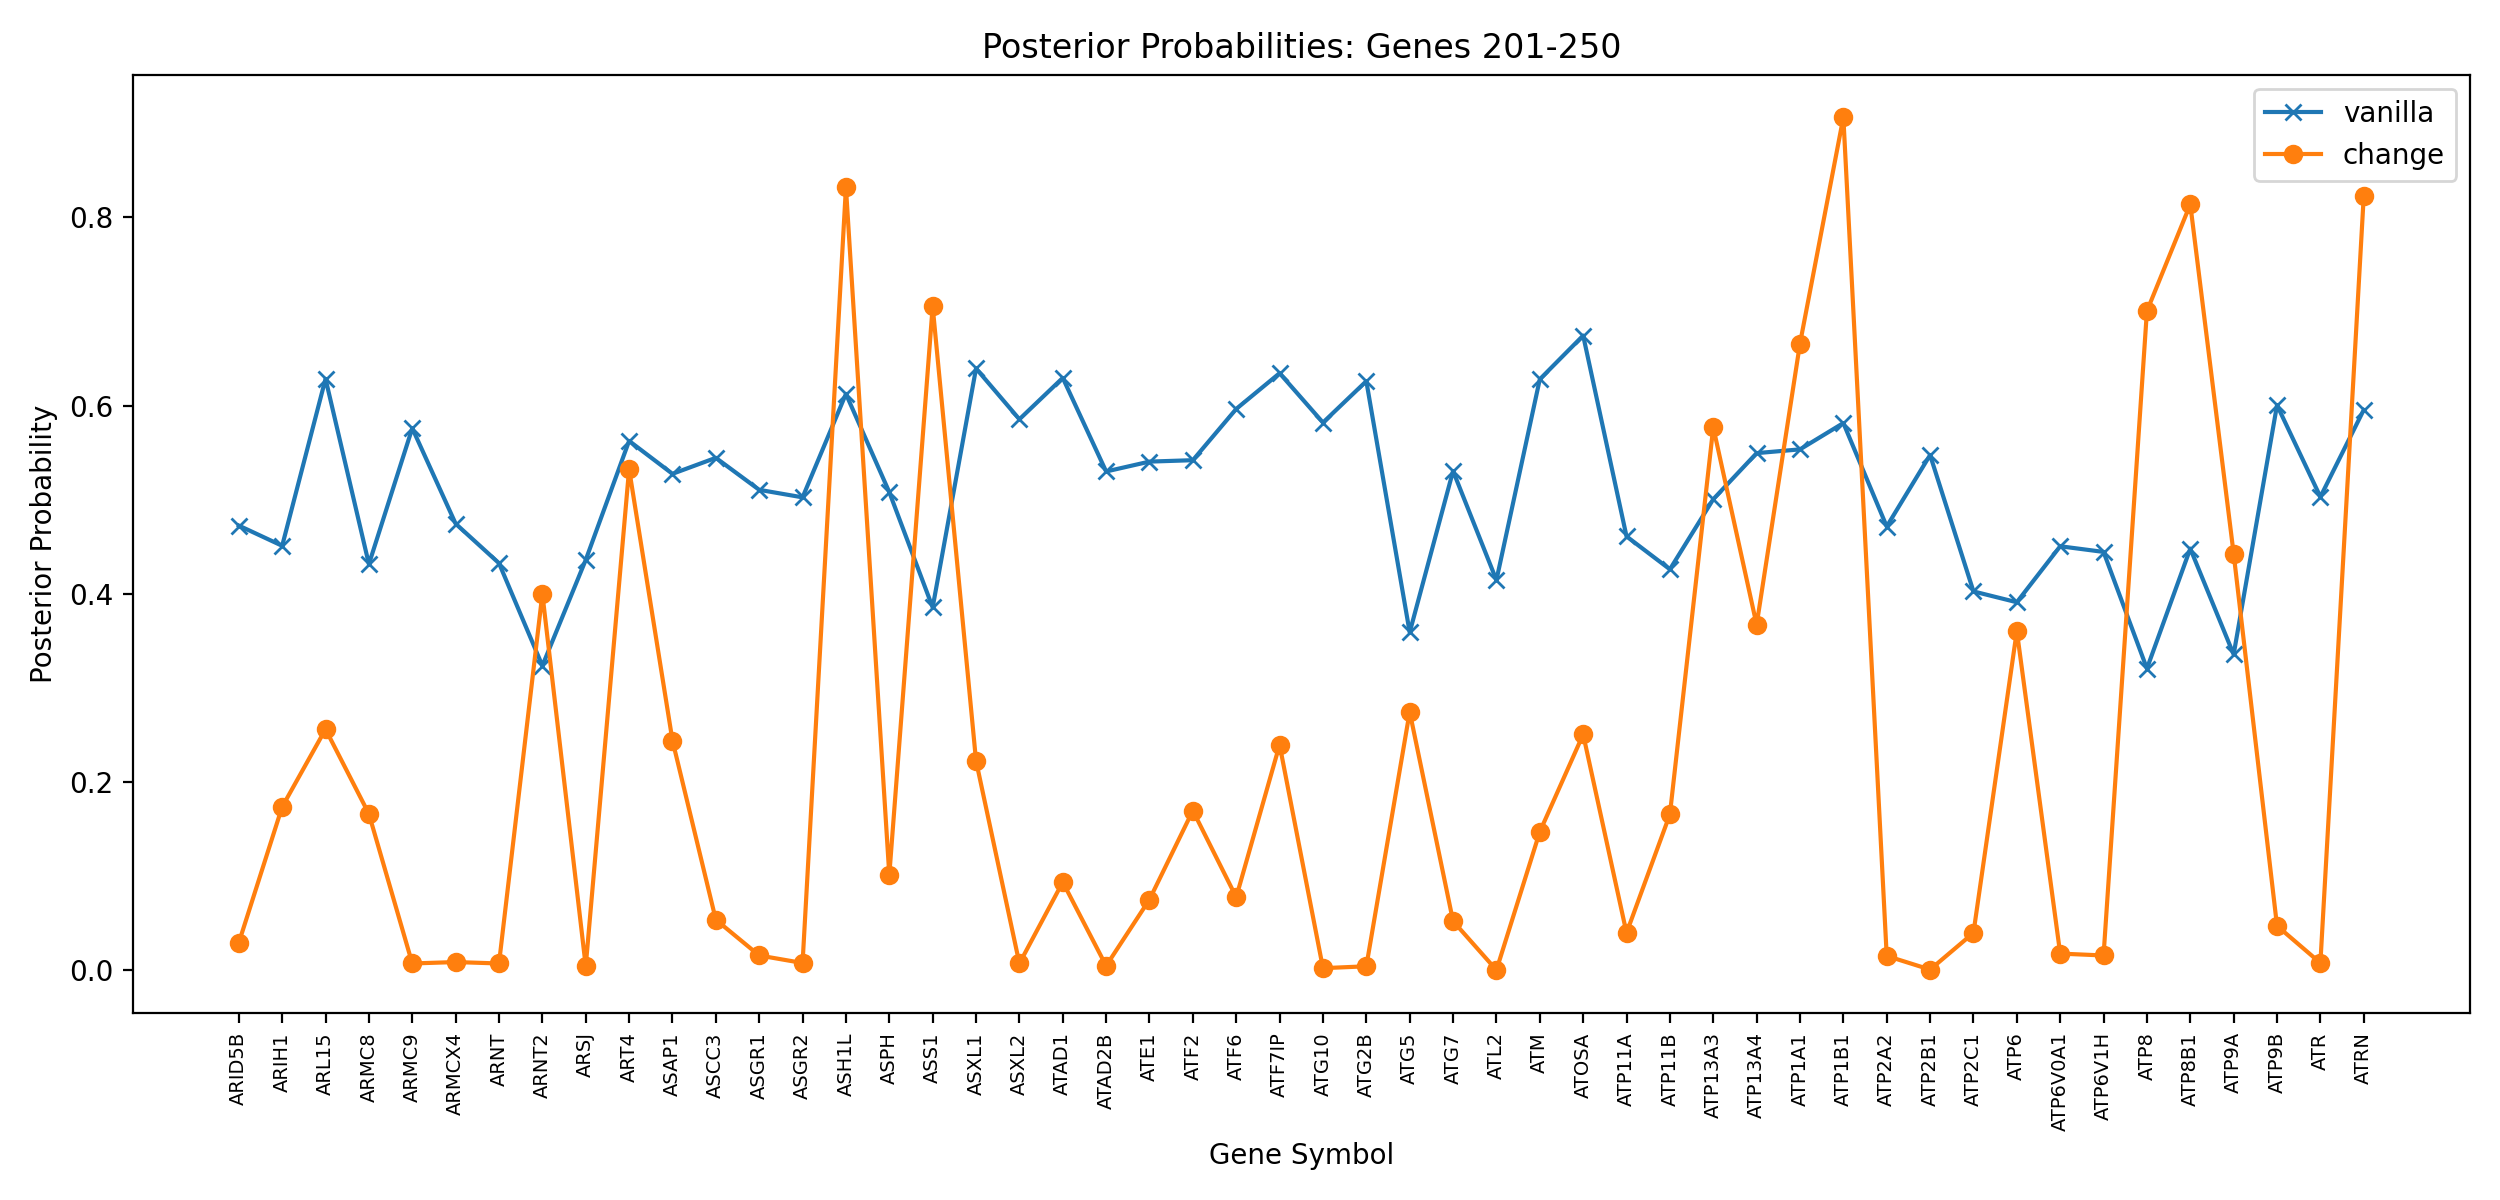 Posterior Probabilities: Genes 201-250
vanilla
change
Posterior Probability
0.8
0.6
0.4
0.2
0.0
ARID5B
ARIH1
ARL15
ARMC8
ARMC9
ARMCX4
ARNT
ARNT2
ARSJ
ART4
ASAP1
ASCC3
ASGR1
ASGR2
ASH1L
ASPH
ASS1
ASXL1
ASXL2
ATAD1
ATAD2B
ATE1
ATF2
ATF6
ATF7IP
ATG10
ATG2B
ATG5
ATG7
ATL2
ATM
ATOSA
ATP11A
ATP11B
ATP13A3
ATP13A4
ATP1A1
ATP1B1
ATP2A2
ATP2B1
ATP2C1
ATP6
ATP6V0A1
ATP6V1H
ATP8
ATP8B1
ATP9A
ATP9B
ATR
ATRN
Gene Symbol